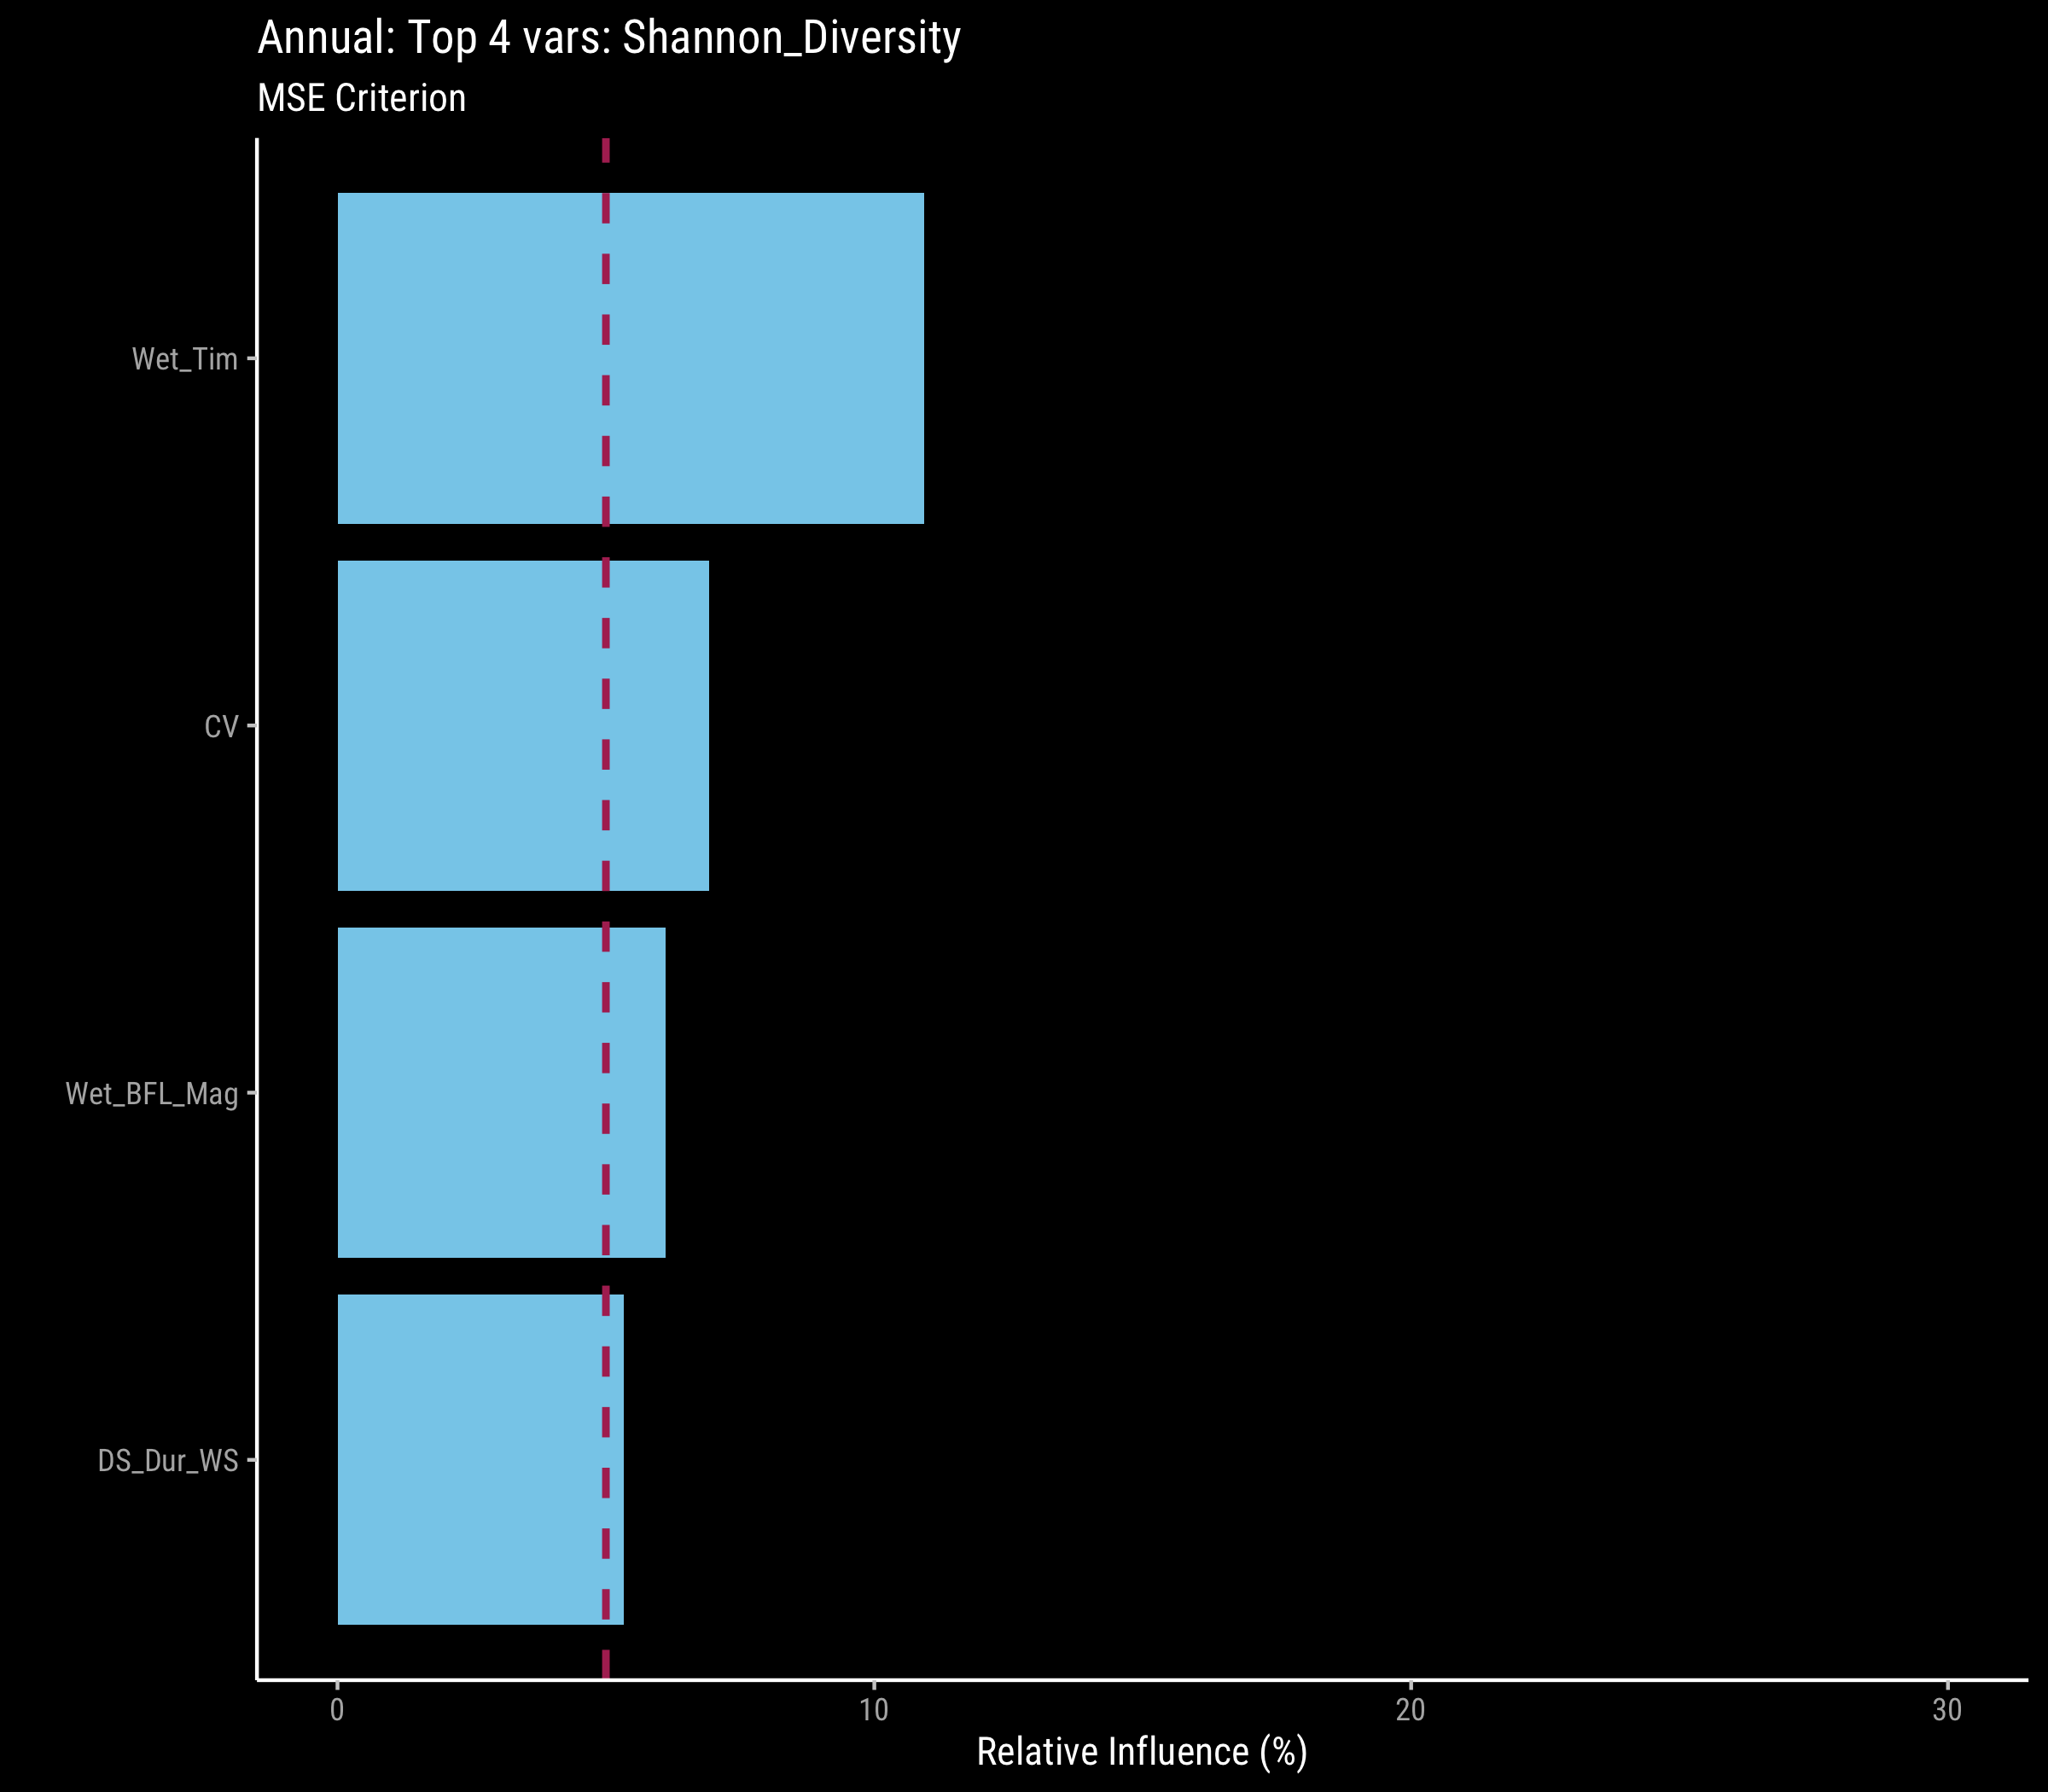 Annual: Top 4 vars: Shannon_Diversity
MSE Criterion
Wet_Tim
CV
Wet_BFL_Mag
DS_Dur_WS
0
10
20
30
Relative Influence (%)